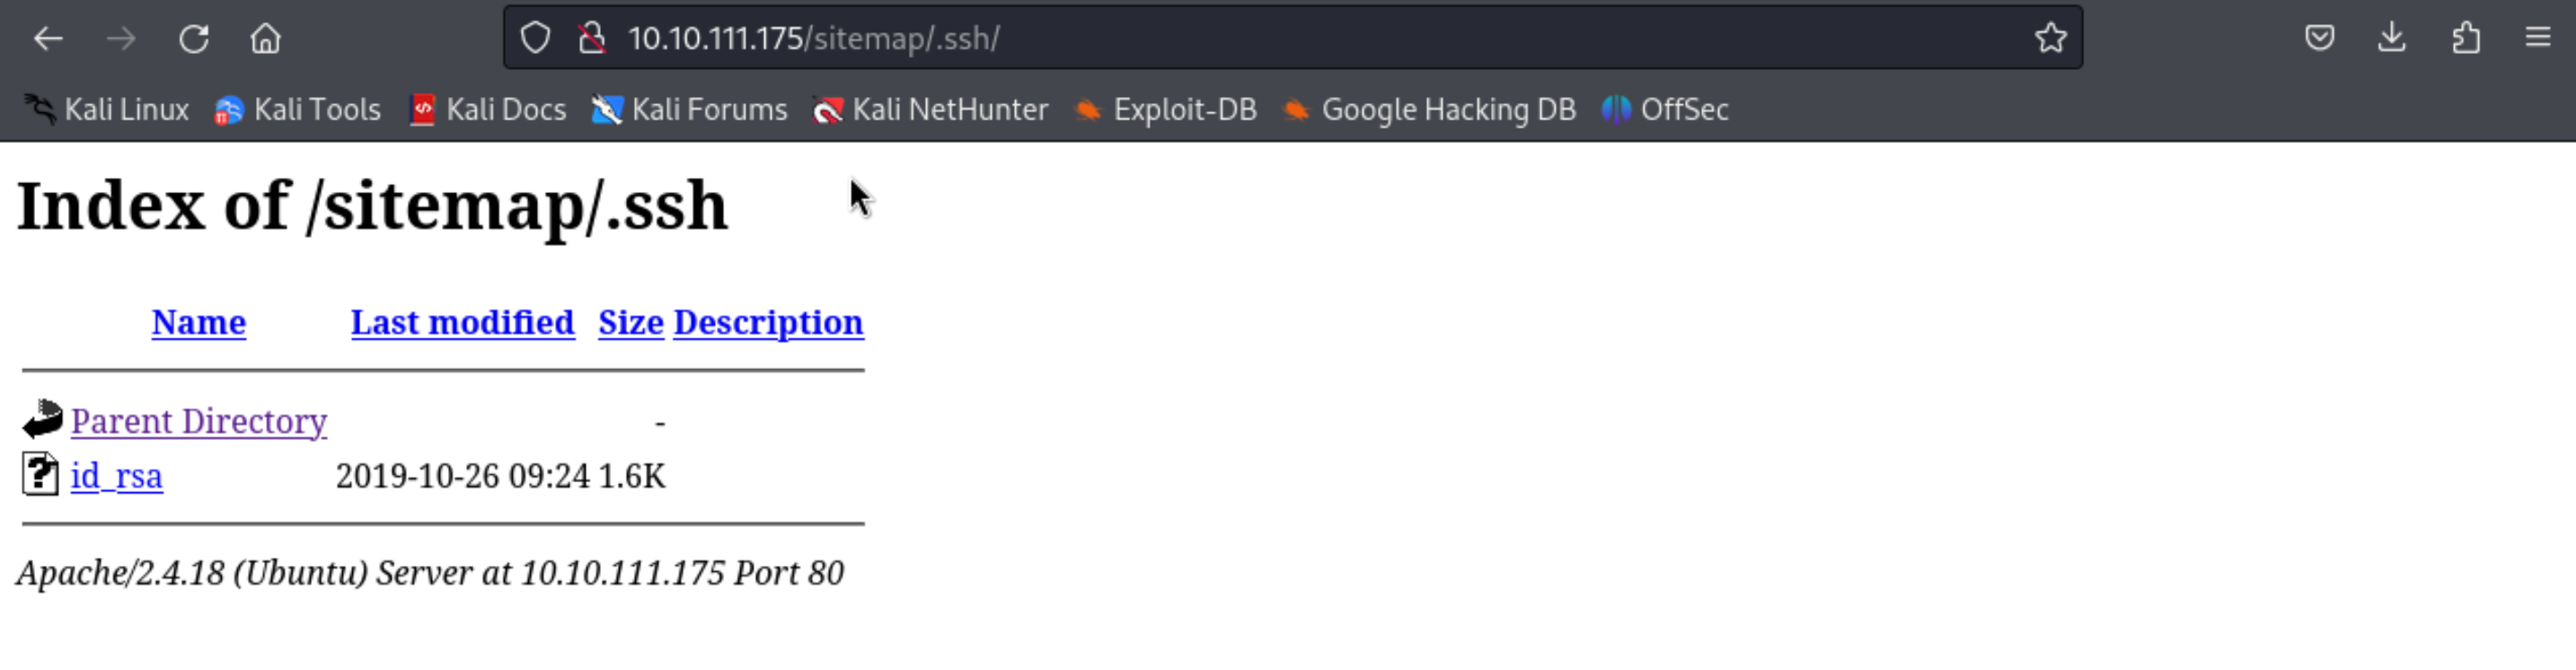 10.10.111.175/sitemap/.ssh/
Kali Linux Kali Tools Kali Docs Kali Forums Kali NetHunter Exploit-DB Google Hacking DB OffSec
Index of /sitemap/.ssh
Name Last modified Size Description
Parent Directory -
id_rsa 2019-10-26 09:24 1.6K
Apache/2.4.18 (Ubuntu) Server at 10.10.111.175 Port 80